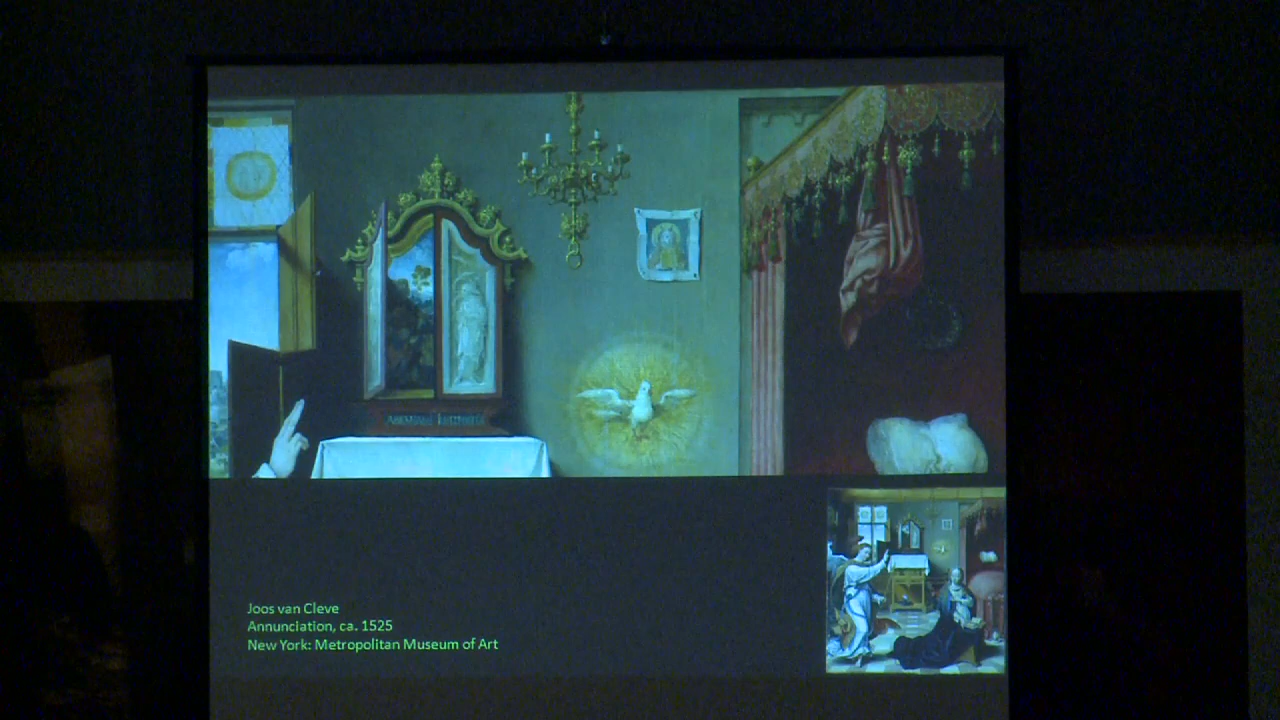 Joos van Cleve
Annunciation, ca. 1525
New York: Metropolitan Museum of Art